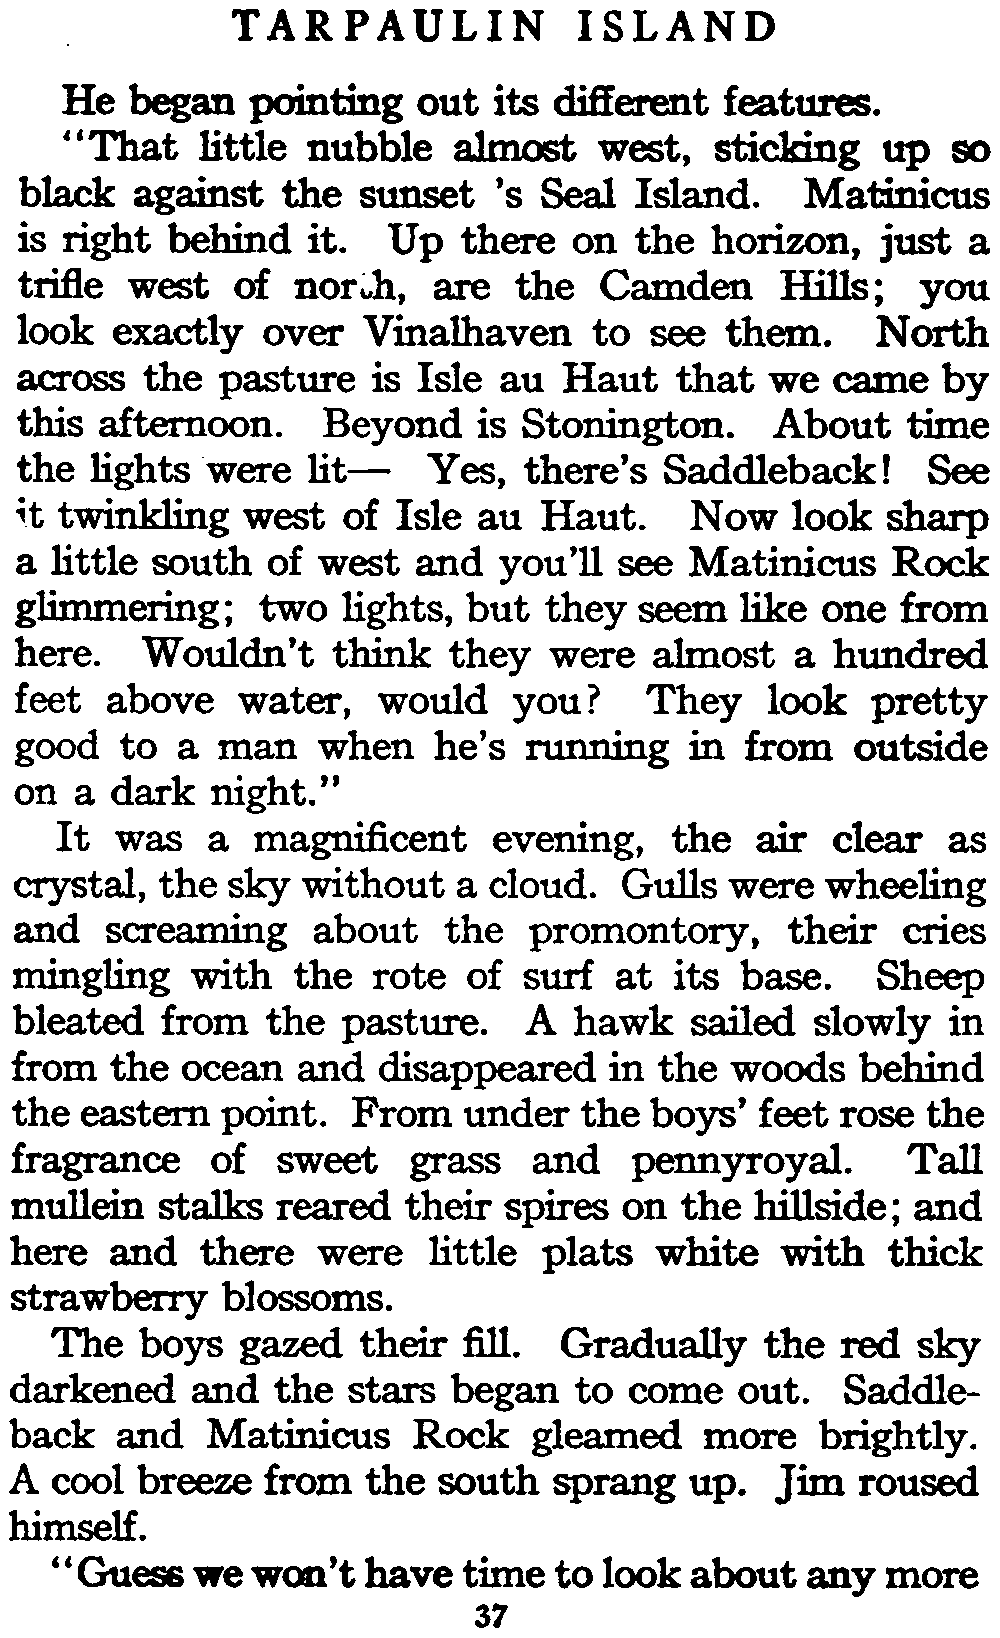 TARPAULIN ISLAND
He began pointing out its different features.
"That little nubble almost west, sticking up so
black against the sunset 's Seal Island. Matinicus
is right behind it. Up there on the horizon, just a
trifle west of north, are the Camden Hills; you
look exactly over Vinalhaven to see them. North
across the pasture is Isle au Haut that we came by
this afternoon. Beyond is Stonington. About time
the lights were lit— Yes, there's Saddleback! See
it twinkling west of Isle au Haut. Now look sharp
a little south of west and you'll see Matinicus Rock
glimmering; two lights, but they seem like one from
here. Wouldn't think they were almost a hundred
feet above water, would you? They look pretty
good to a man when he's running in from outside
on a dark night."
It was a magnificent evening, the air clear as
crystal, the sky without a cloud. Gulls were wheeling
and screaming about the promontory, their cries
mingling with the rote of surf at its base. Sheep
bleated from the pasture. A hawk sailed slowly in
from the ocean and disappeared in the woods behind
the eastern point. From under the boys' feet rose the
fragrance of sweet grass and pennyroyal. Tall
mullein stalks reared their spires on the hillside; and
here and there were little plats white with thick
strawberry blossoms.
The boys gazed their fill. Gradually the red sky
darkened and the stars began to come out. Saddle-
back and Matinicus Rock gleamed more brightly.
A cool breeze from the south sprang up. Jim roused
himself.
"Guess we won't have time to look about any more
37